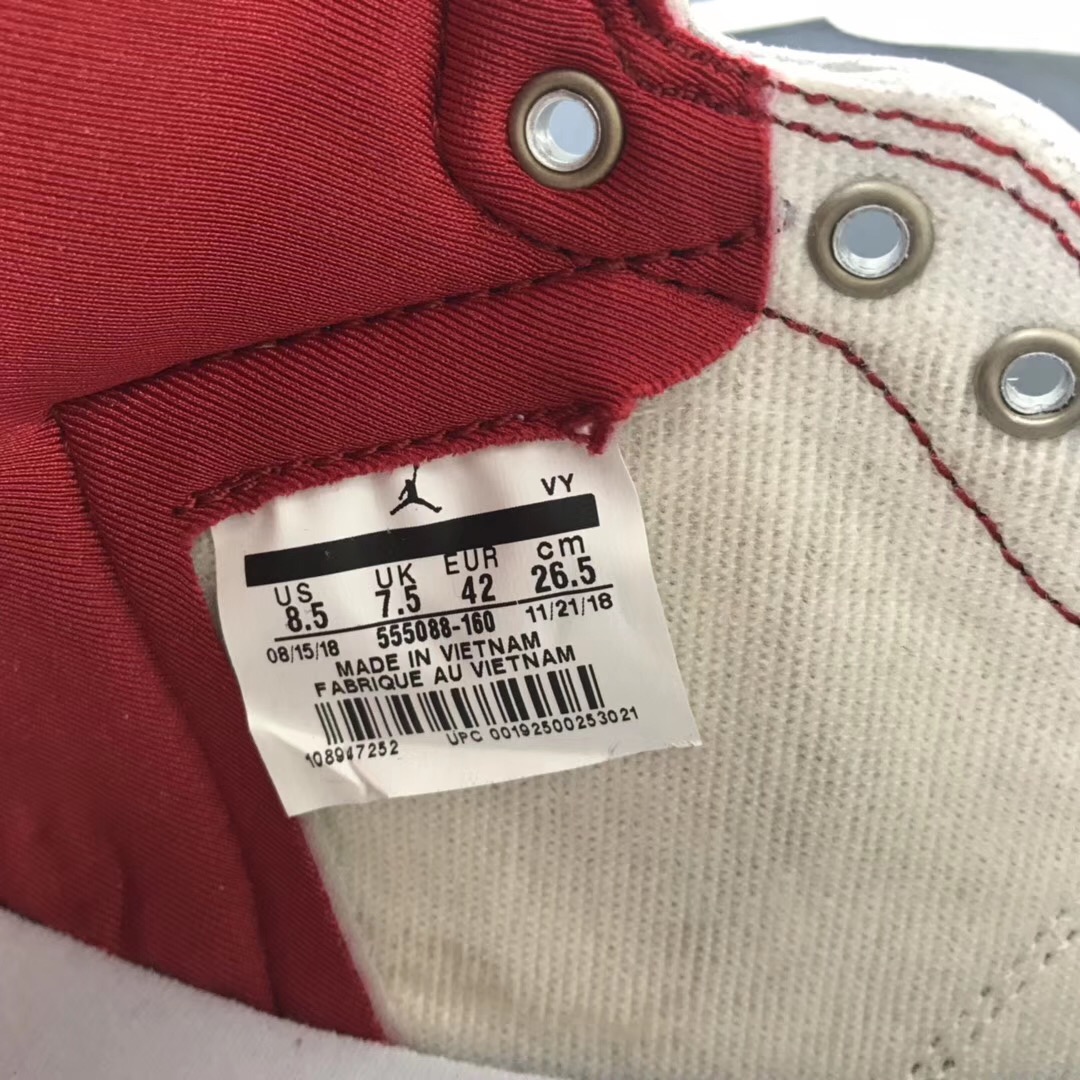 VY
US UK EUR cm
8.5 7.5 42 26.5
08/15/18 555088-160 11/21/18
MADE IN VIETNAM
FABRIQUE AU VIETNAM
108947252 UPC 00192500253021